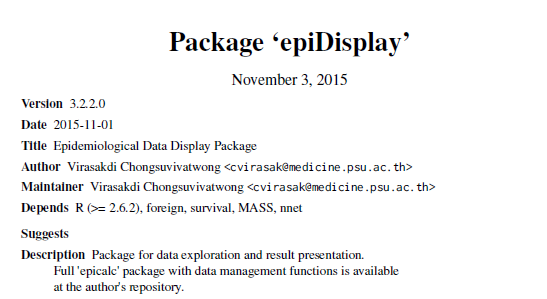 Package ‘epiDisplay’
November 3, 2015
Version 3.2.2.0
Date 2015-11-01
Title Epidemiological Data Display Package
Author Virasakdi Chongsuvivatwong <cvirasak@medicine.psu.ac.th>
Maintainer Virasakdi Chongsuvivatwong <cvirasak@medicine.psu.ac.th>
Depends R (>= 2.6.2), foreign, survival, MASS, nnet
Suggests
Description Package for data exploration and result presentation.
Full 'epicalc' package with data management functions is available
at the author's repository.